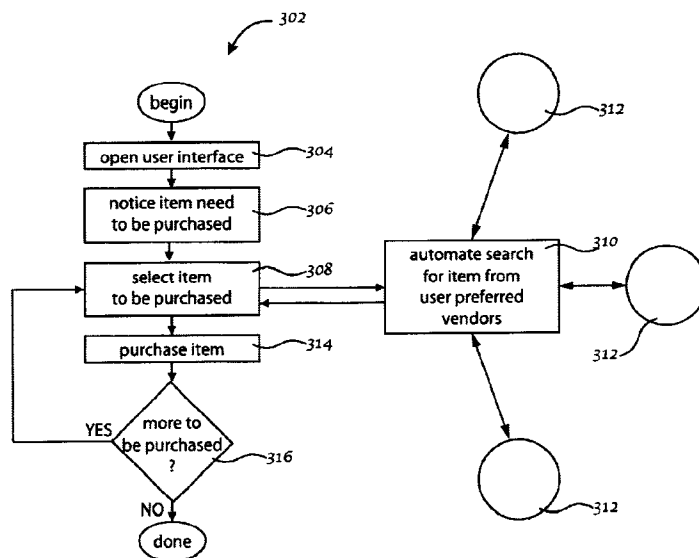 302
begin
open user interface
304
notice item need
to be purchased
306
select item
to be purchased
308
purchase item
314
more to
be purchased
?
316
YES
NO
done
automate search
for item from
user preferred
vendors
310
312
312
312